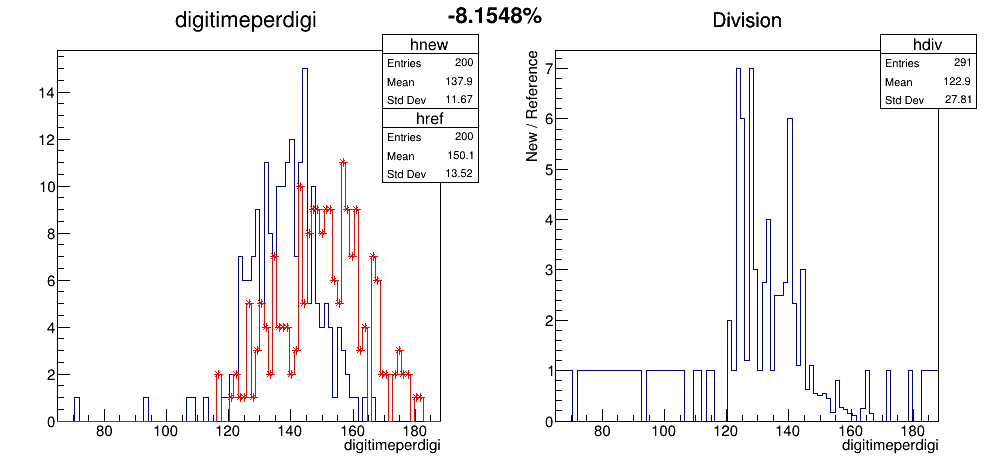 digitimeperdigi
-8.1548%
Division
hnew
Entries 200
Mean 137.9
Std Dev 11.67
href
Entries 200
Mean 150.1
Std Dev 13.52
14
12
10
8
6
4
2
0
80 100 120 140 160 180
digitimeperdigi
hdiv
Entries 291
Mean 122.9
Std Dev 27.81
New / Reference
7
6
5
4
3
2
1
0
80 100 120 140 160 180
digitimeperdigi